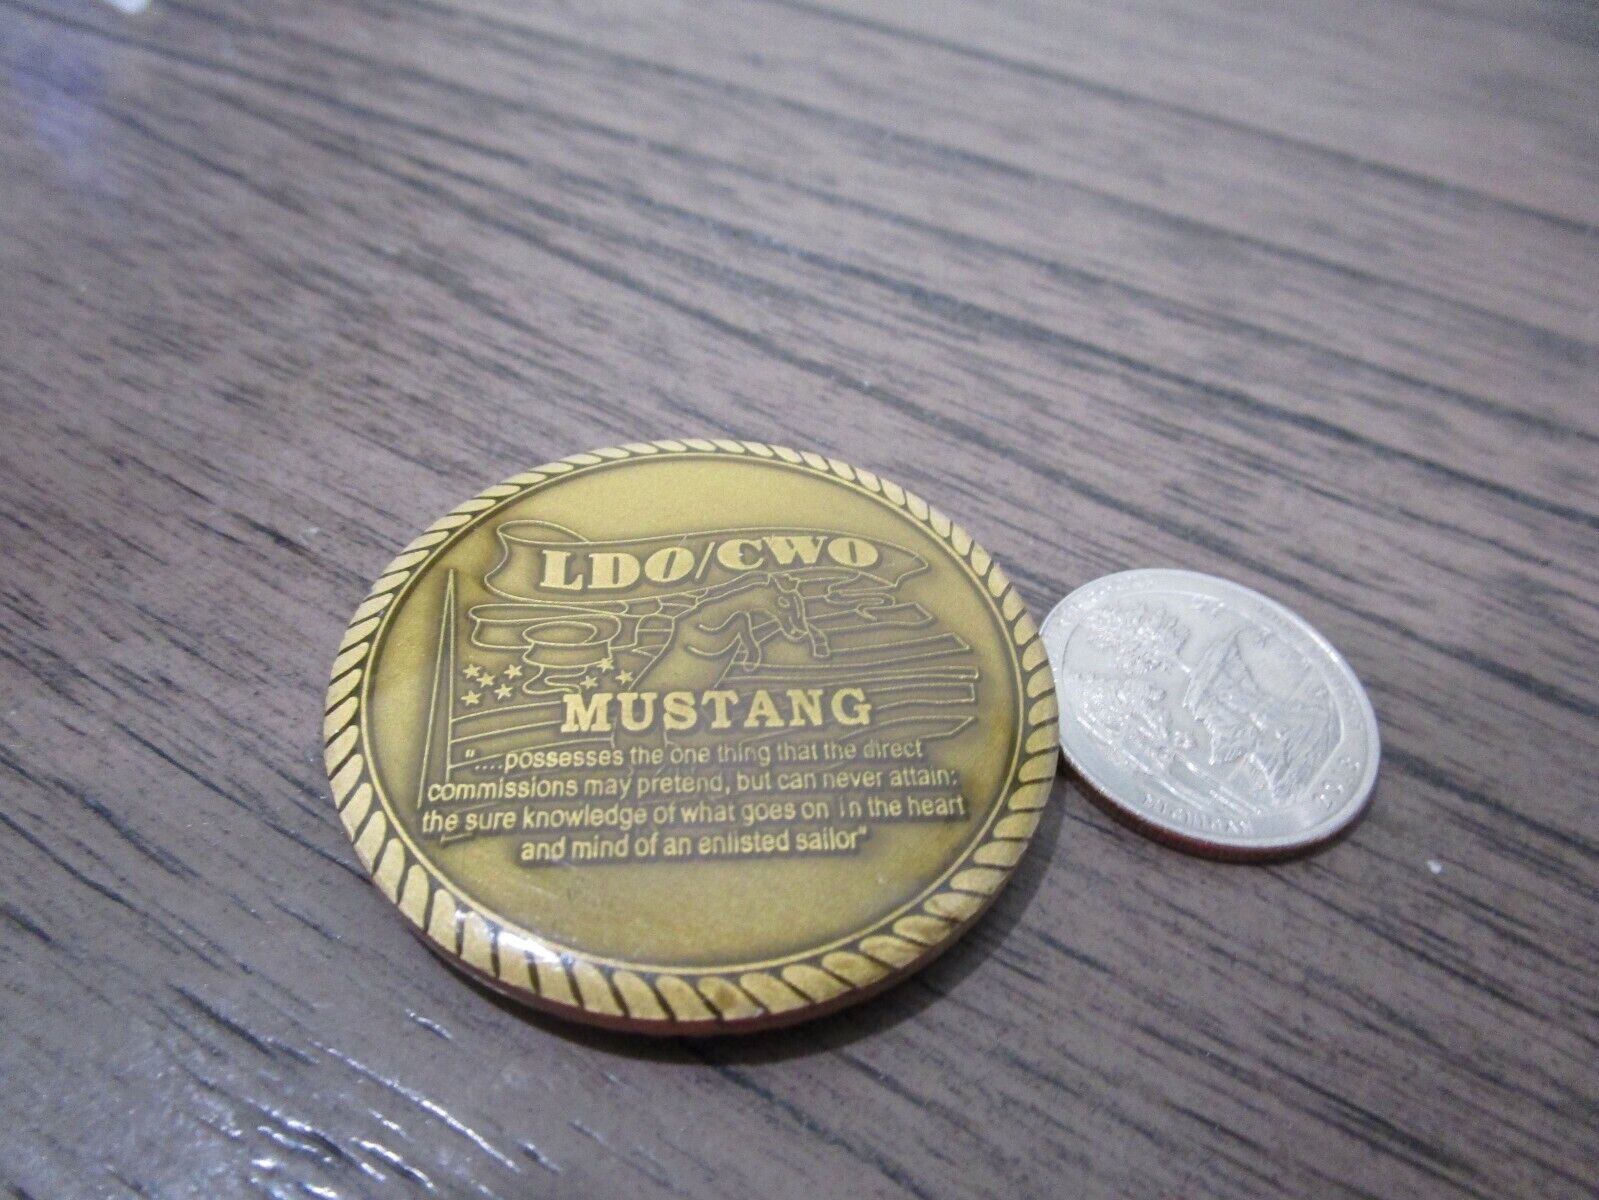 LDO/CWO
MUSTANG
"....possesses the one thing that the direct
commissions may pretend, but can never attain;
the sure knowledge of what goes on in the heart
and mind of an enlisted sailor"